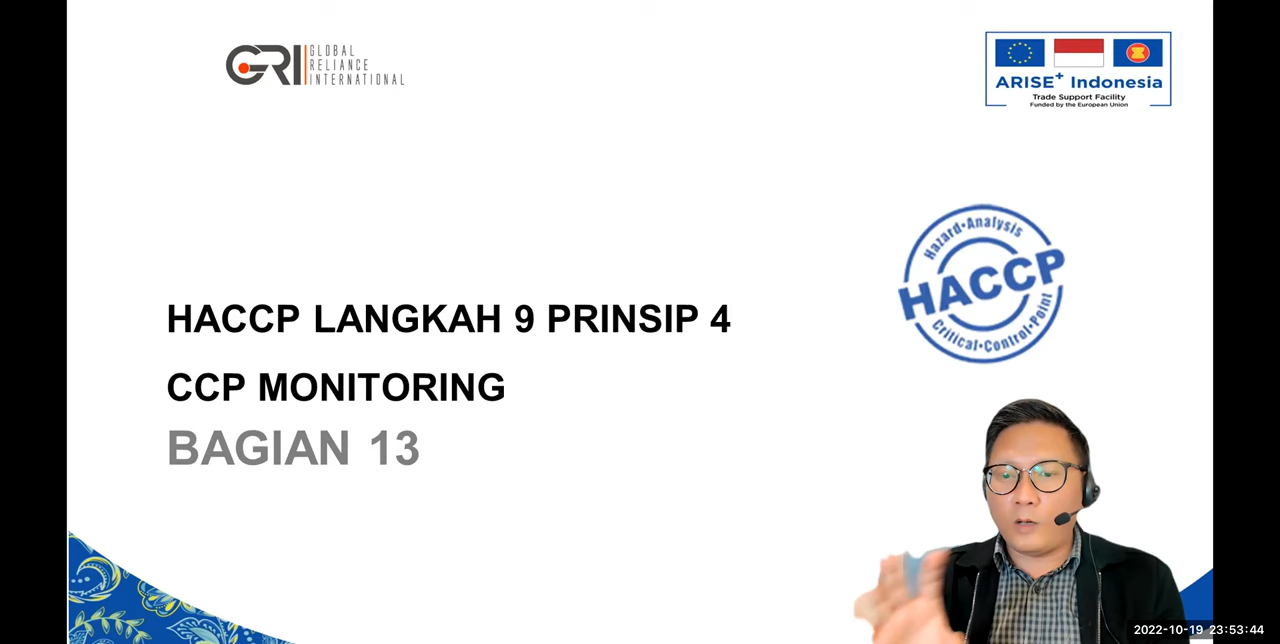 GRI GLOBAL
RELIANCE
INTERNATIONAL
ARISE+ Indonesia
Trade Support Facility
Funded by the European Union
Hazard•Analysis
HACCP
Critical•Control•Point
HACCP LANGKAH 9 PRINSIP 4
CCP MONITORING
BAGIAN 13
2022-10-19 23:53:44